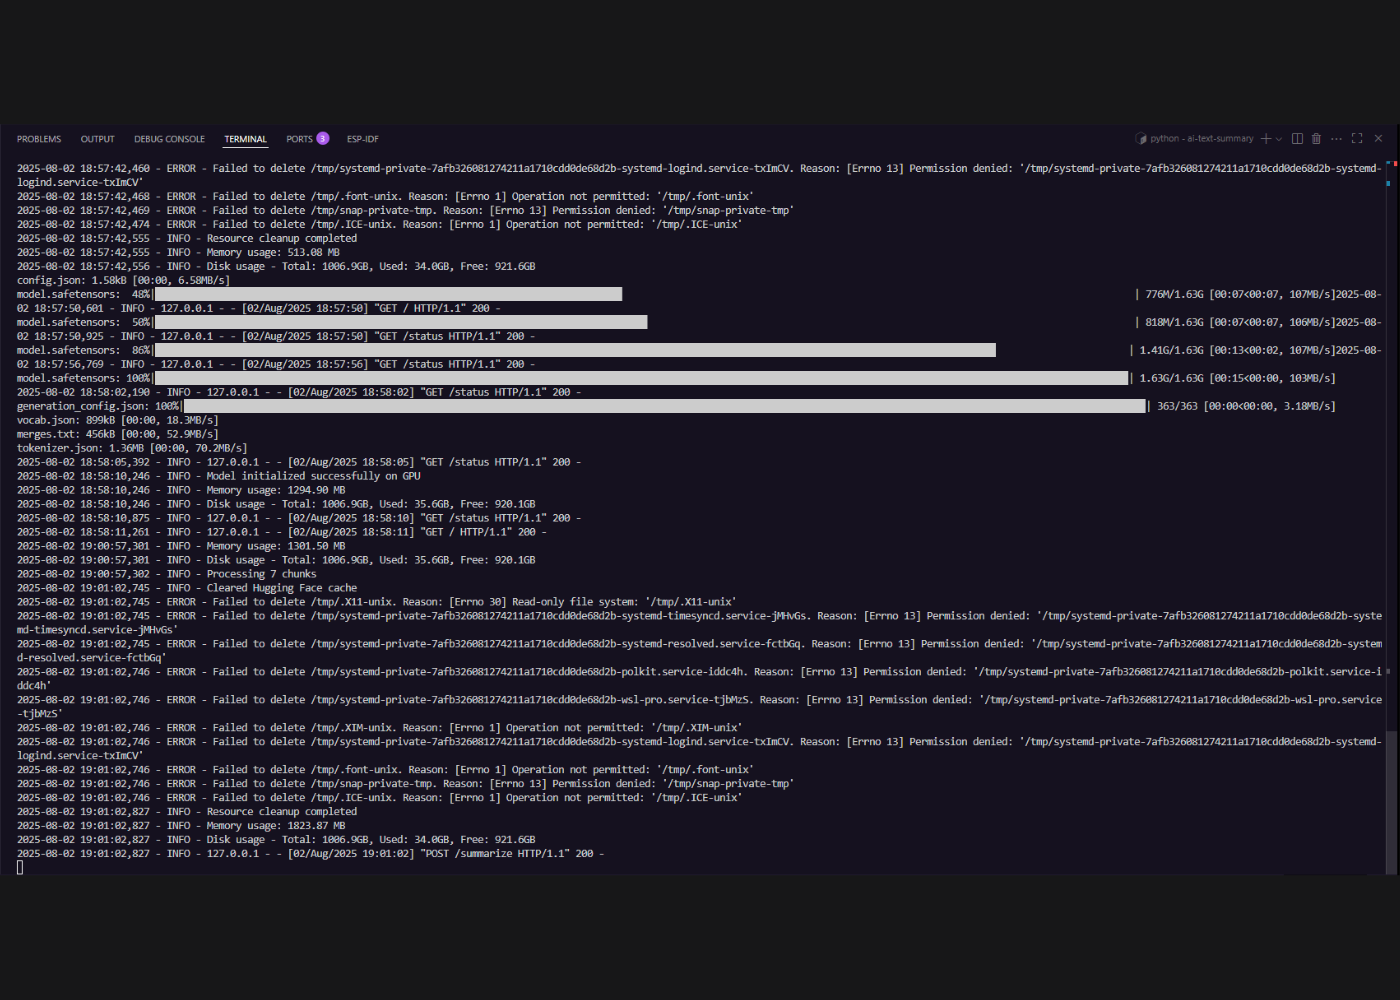 PROBLEMS OUTPUT DEBUG CONSOLE TERMINAL PORTS 3 ESP-IDF python - ai-text-summary
2025-08-02 18:57:42,460 - ERROR - Failed to delete /tmp/systemd-private-7afb326081274211a1710cdd0de68d2b-systemd-logind.service-txImCV. Reason: [Errno 13] Permission denied: '/tmp/systemd-private-7afb326081274211a1710cdd0de68d2b-systemd-
logind.service-txImCV'
2025-08-02 18:57:42,468 - ERROR - Failed to delete /tmp/.font-unix. Reason: [Errno 1] Operation not permitted: '/tmp/.font-unix'
2025-08-02 18:57:42,469 - ERROR - Failed to delete /tmp/snap-private-tmp. Reason: [Errno 13] Permission denied: '/tmp/snap-private-tmp'
2025-08-02 18:57:42,474 - ERROR - Failed to delete /tmp/.ICE-unix. Reason: [Errno 1] Operation not permitted: '/tmp/.ICE-unix'
2025-08-02 18:57:42,555 - INFO - Resource cleanup completed
2025-08-02 18:57:42,555 - INFO - Memory usage: 513.08 MB
2025-08-02 18:57:42,556 - INFO - Disk usage - Total: 1006.9GB, Used: 34.0GB, Free: 921.6GB
config.json: 1.58kB [00:00, 6.58MB/s]
model.safetensors:  48%| | 776M/1.63G [00:07<00:07, 107MB/s]2025-08-
02 18:57:50,601 - INFO - 127.0.0.1 - - [02/Aug/2025 18:57:50] "GET / HTTP/1.1" 200 -
model.safetensors:  50%| | 818M/1.63G [00:07<00:07, 106MB/s]2025-08-
02 18:57:50,925 - INFO - 127.0.0.1 - - [02/Aug/2025 18:57:50] "GET /status HTTP/1.1" 200 -
model.safetensors:  86%| | 1.41G/1.63G [00:13<00:02, 107MB/s]2025-08-
02 18:57:56,769 - INFO - 127.0.0.1 - - [02/Aug/2025 18:57:56] "GET /status HTTP/1.1" 200 -
model.safetensors: 100%| | 1.63G/1.63G [00:15<00:00, 103MB/s]
2025-08-02 18:58:02,190 - INFO - 127.0.0.1 - - [02/Aug/2025 18:58:02] "GET /status HTTP/1.1" 200 -
generation_config.json: 100%| | 363/363 [00:00<00:00, 3.18MB/s]
vocab.json: 899kB [00:00, 18.3MB/s]
merges.txt: 456kB [00:00, 52.9MB/s]
tokenizer.json: 1.36MB [00:00, 70.2MB/s]
2025-08-02 18:58:05,392 - INFO - 127.0.0.1 - - [02/Aug/2025 18:58:05] "GET /status HTTP/1.1" 200 -
2025-08-02 18:58:10,246 - INFO - Model initialized successfully on GPU
2025-08-02 18:58:10,246 - INFO - Memory usage: 1294.90 MB
2025-08-02 18:58:10,246 - INFO - Disk usage - Total: 1006.9GB, Used: 35.6GB, Free: 920.1GB
2025-08-02 18:58:10,875 - INFO - 127.0.0.1 - - [02/Aug/2025 18:58:10] "GET /status HTTP/1.1" 200 -
2025-08-02 18:58:11,261 - INFO - 127.0.0.1 - - [02/Aug/2025 18:58:11] "GET / HTTP/1.1" 200 -
2025-08-02 19:00:57,301 - INFO - Memory usage: 1301.50 MB
2025-08-02 19:00:57,301 - INFO - Disk usage - Total: 1006.9GB, Used: 35.6GB, Free: 920.1GB
2025-08-02 19:00:57,302 - INFO - Processing 7 chunks
2025-08-02 19:01:02,745 - INFO - Cleared Hugging Face cache
2025-08-02 19:01:02,745 - ERROR - Failed to delete /tmp/.X11-unix. Reason: [Errno 30] Read-only file system: '/tmp/.X11-unix'
2025-08-02 19:01:02,745 - ERROR - Failed to delete /tmp/systemd-private-7afb326081274211a1710cdd0de68d2b-systemd-timesyncd.service-jMHvGs. Reason: [Errno 13] Permission denied: '/tmp/systemd-private-7afb326081274211a1710cdd0de68d2b-syste
md-timesyncd.service-jMHvGs'
2025-08-02 19:01:02,745 - ERROR - Failed to delete /tmp/systemd-private-7afb326081274211a1710cdd0de68d2b-systemd-resolved.service-fctbGq. Reason: [Errno 13] Permission denied: '/tmp/systemd-private-7afb326081274211a1710cdd0de68d2b-system
d-resolved.service-fctbGq'
2025-08-02 19:01:02,746 - ERROR - Failed to delete /tmp/systemd-private-7afb326081274211a1710cdd0de68d2b-polkit.service-iddc4h. Reason: [Errno 13] Permission denied: '/tmp/systemd-private-7afb326081274211a1710cdd0de68d2b-polkit.service-i
ddc4h'
2025-08-02 19:01:02,746 - ERROR - Failed to delete /tmp/systemd-private-7afb326081274211a1710cdd0de68d2b-wsl-pro.service-tjbMzS. Reason: [Errno 13] Permission denied: '/tmp/systemd-private-7afb326081274211a1710cdd0de68d2b-wsl-pro.service
-tjbMzS'
2025-08-02 19:01:02,746 - ERROR - Failed to delete /tmp/.XIM-unix. Reason: [Errno 1] Operation not permitted: '/tmp/.XIM-unix'
2025-08-02 19:01:02,746 - ERROR - Failed to delete /tmp/systemd-private-7afb326081274211a1710cdd0de68d2b-systemd-logind.service-txImCV. Reason: [Errno 13] Permission denied: '/tmp/systemd-private-7afb326081274211a1710cdd0de68d2b-systemd-
logind.service-txImCV'
2025-08-02 19:01:02,746 - ERROR - Failed to delete /tmp/.font-unix. Reason: [Errno 1] Operation not permitted: '/tmp/.font-unix'
2025-08-02 19:01:02,746 - ERROR - Failed to delete /tmp/snap-private-tmp. Reason: [Errno 13] Permission denied: '/tmp/snap-private-tmp'
2025-08-02 19:01:02,746 - ERROR - Failed to delete /tmp/.ICE-unix. Reason: [Errno 1] Operation not permitted: '/tmp/.ICE-unix'
2025-08-02 19:01:02,827 - INFO - Resource cleanup completed
2025-08-02 19:01:02,827 - INFO - Memory usage: 1823.87 MB
2025-08-02 19:01:02,827 - INFO - Disk usage - Total: 1006.9GB, Used: 34.0GB, Free: 921.6GB
2025-08-02 19:01:02,827 - INFO - 127.0.0.1 - - [02/Aug/2025 19:01:02] "POST /summarize HTTP/1.1" 200 -